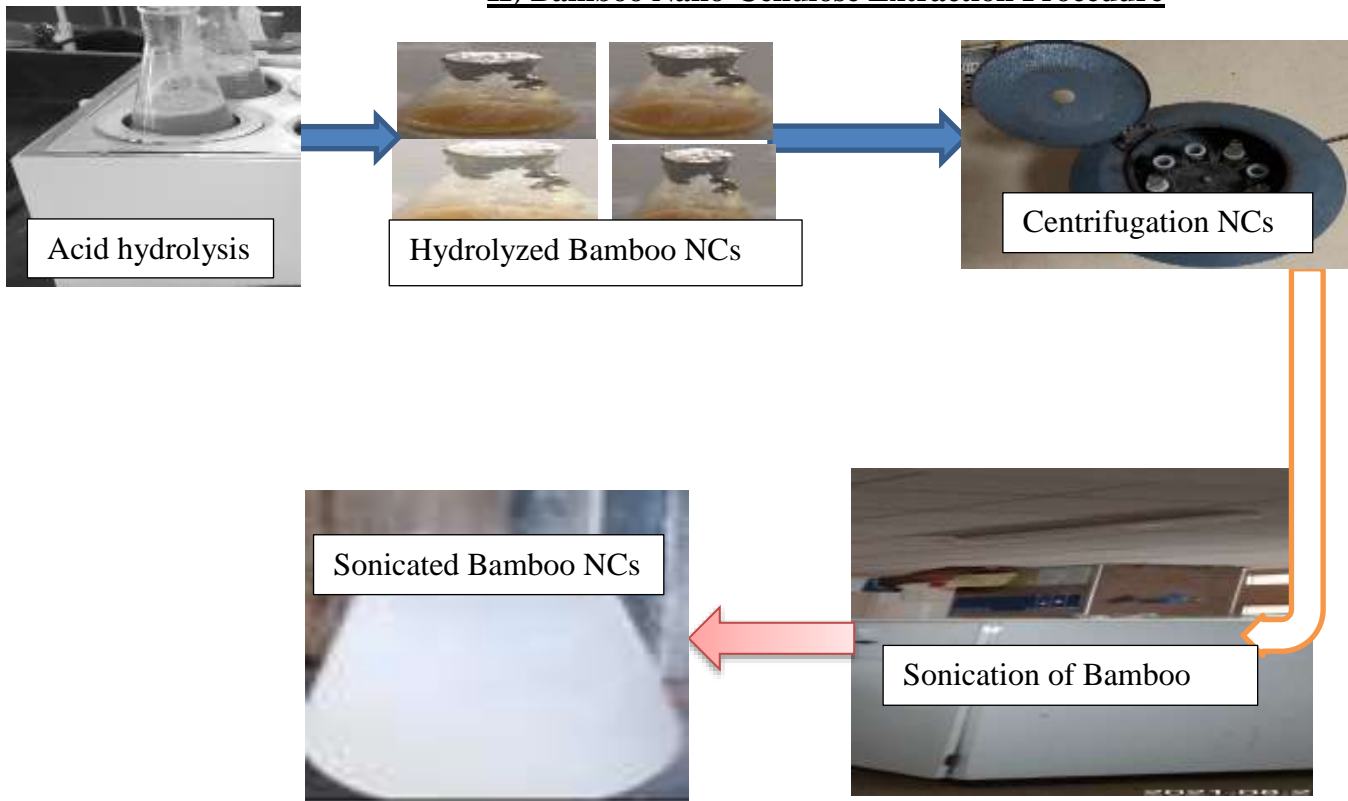 Acid hydrolysis
Hydrolyzed Bamboo NCs
Centrifugation NCs
Sonicated Bamboo NCs
Sonication of Bamboo